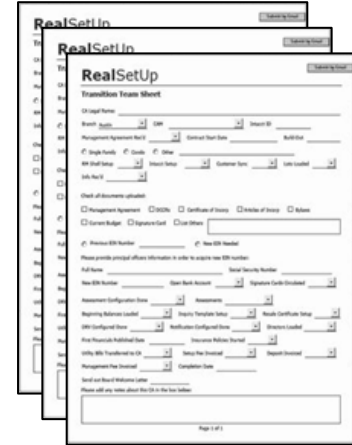 Submit by Email
RealSetUp
Transition Team Sheet
CA Legal Name:
Branch Austin CAM Intacct ID
Management Agreement Rec'd Contract Start Date Build Out
Single Family Condo Other
RM Shell Setup Intacct Setup Customer Sync Lots Loaded
Info Rec'd
Check all documents uploaded:
Management Agreement DCCRs Certificate of Incorp Articles of Incorp Bylaws
Current Budget Signature Card List Others
Previous EIN Number New EIN Needed
Please provide principal officers information in order to acquire new EIN number:
Full Name Social Security Number
New EIN Number Open Bank Account Signature Cards Circulated
Assessment Configuration Done Assessments
Beginning Balances Loaded Inquiry Template Setup Resale Certificate Setup
DRV Configured Done Notification Configured Done Directors Loaded
First Financials Published Date Insurance Policies Started
Utility Bills Transferred to CA Setup Fee Invoiced Deposit Invoiced
Management Fee Invoiced Completion Date
Send out Board Welcome Letter
Please add any notes about the CA in the box below:
Page 1 of 1